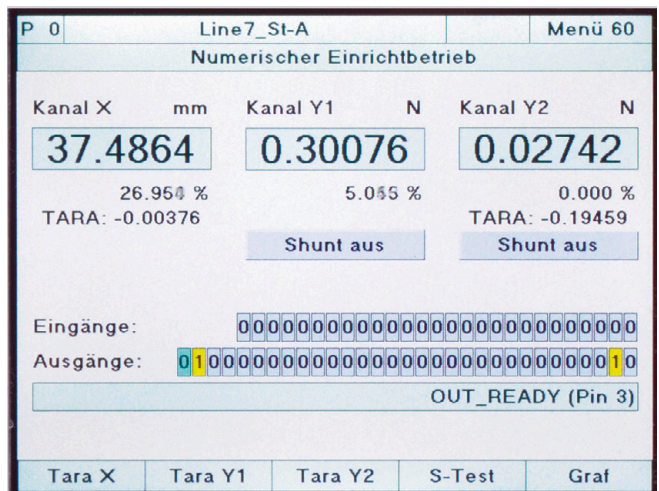 P 0 Line7_St-A Menü 60
Numerischer Einrichtbetrieb
Kanal X mm Kanal Y1 N Kanal Y2 N
37.4864 0.30076 0.02742
% % 0.000 %
TARA: -0.00376 TARA: -0.19459
Shunt aus Shunt aus
Eingänge:
Ausgänge:
OUT_READY (Pin 3)
Tara X Tara Y1 Tara Y2 S-Test Graf